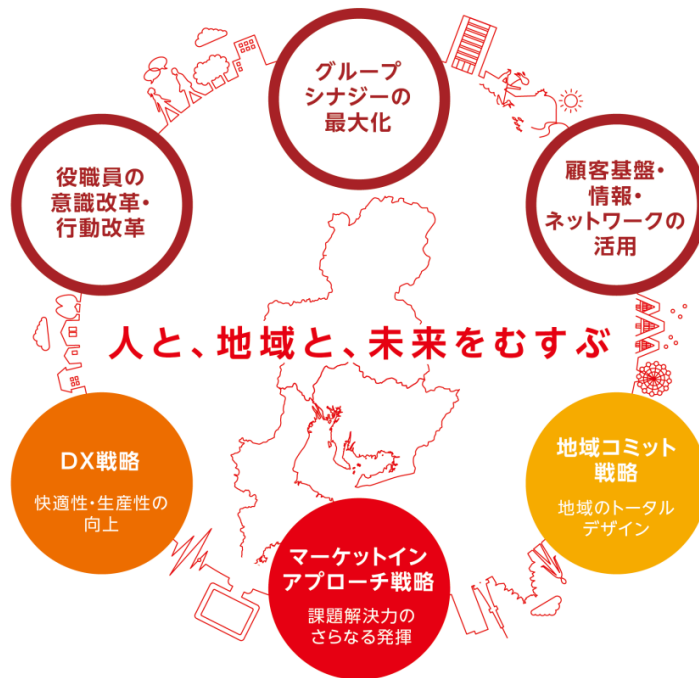 グループ
シナジーの
最大化
役職員の
意識改革・
行動改革
顧客基盤・
情報・
ネットワークの
活用
人と、地域と、未来をむすぶ
DX戦略
快適性・生産性の
向上
地域コミット
戦略
地域のトータル
デザイン
マーケットイン
アプローチ戦略
課題解決力の
さらなる発揮